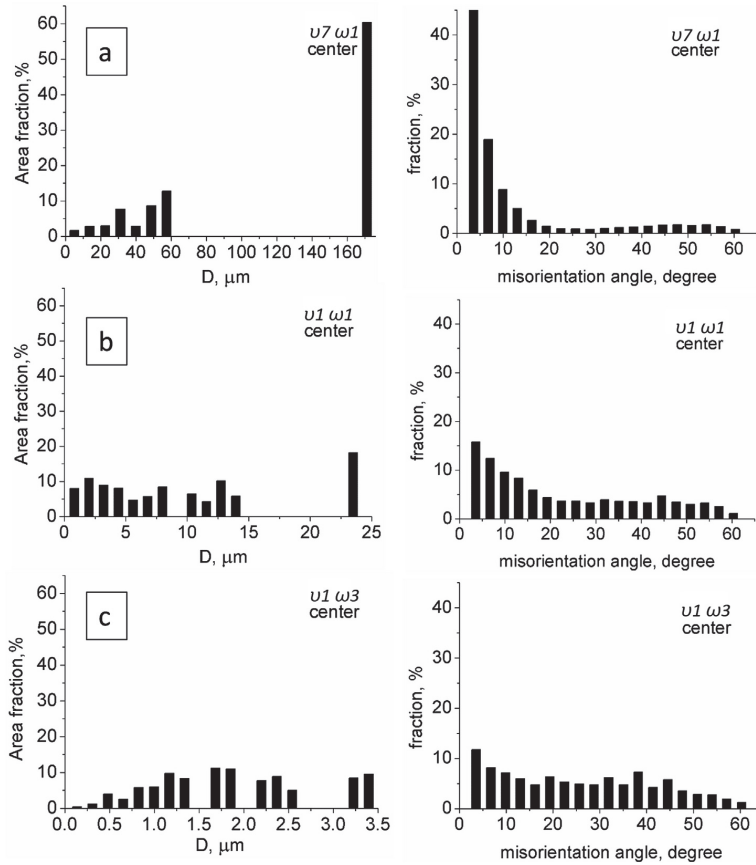 60
50
40
30
20
10
0
Area fraction,%
a
υ7 ω1
center
0 20 40 60 80 100 120 140 160
D, μm
40
30
20
10
0
fraction, %
υ7 ω1
center
0 10 20 30 40 50 60
misorientation angle, degree
60
50
40
30
20
10
0
Area fraction,%
b
υ1 ω1
center
0 5 10 15 20 25
D, μm
40
30
20
10
0
fraction, %
υ1 ω1
center
0 10 20 30 40 50 60
misorientation angle, degree
60
50
40
30
20
10
0
Area fraction,%
c
υ1 ω3
center
0.0 0.5 1.0 1.5 2.0 2.5 3.0 3.5
D, μm
40
30
20
10
0
fraction, %
υ1 ω3
center
0 10 20 30 40 50 60
misorientation angle, degree